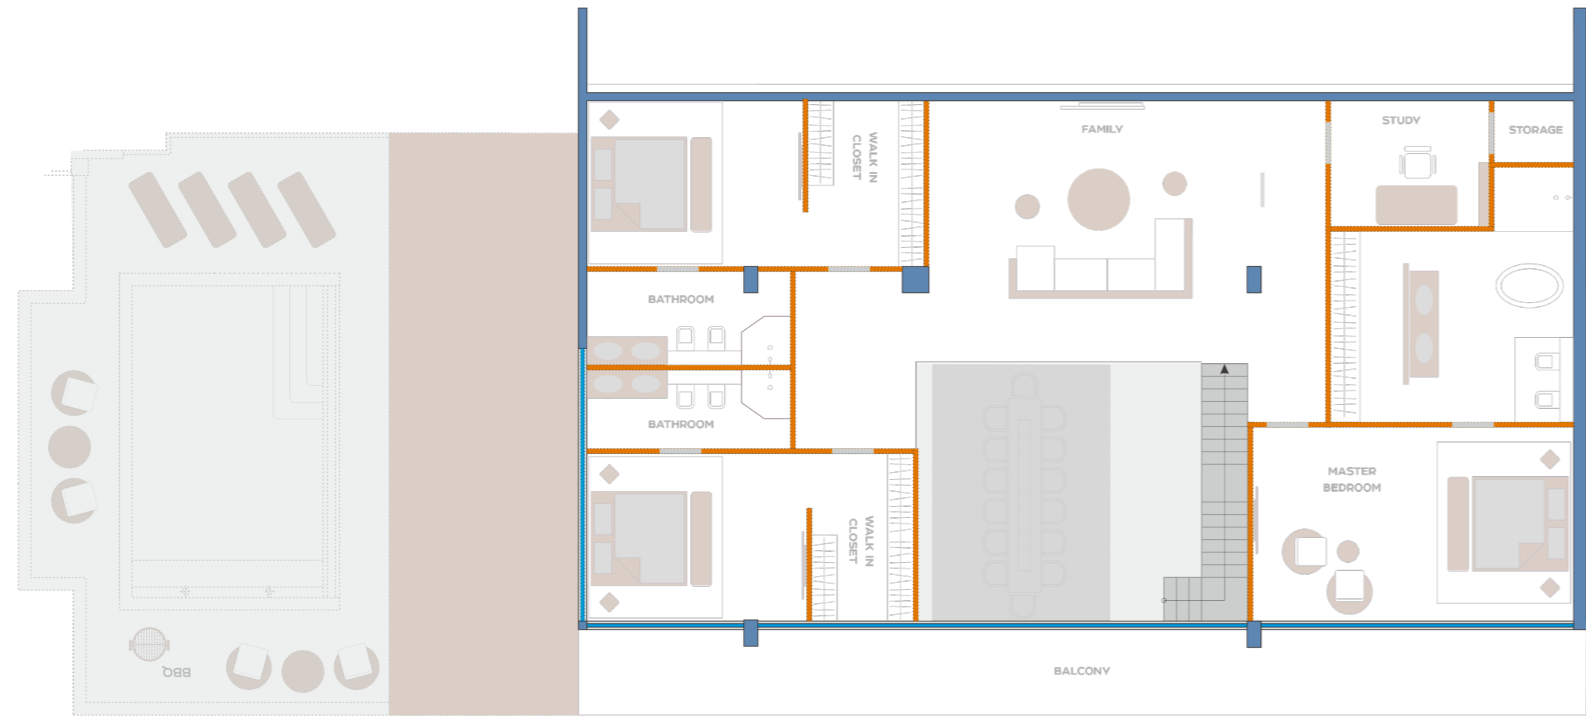 FAMILY
STUDY
STORAGE
WALK IN
CLOSET
BATHROOM
BATHROOM
MASTER
BEDROOM
WALK IN
CLOSET
BBQ
BALCONY